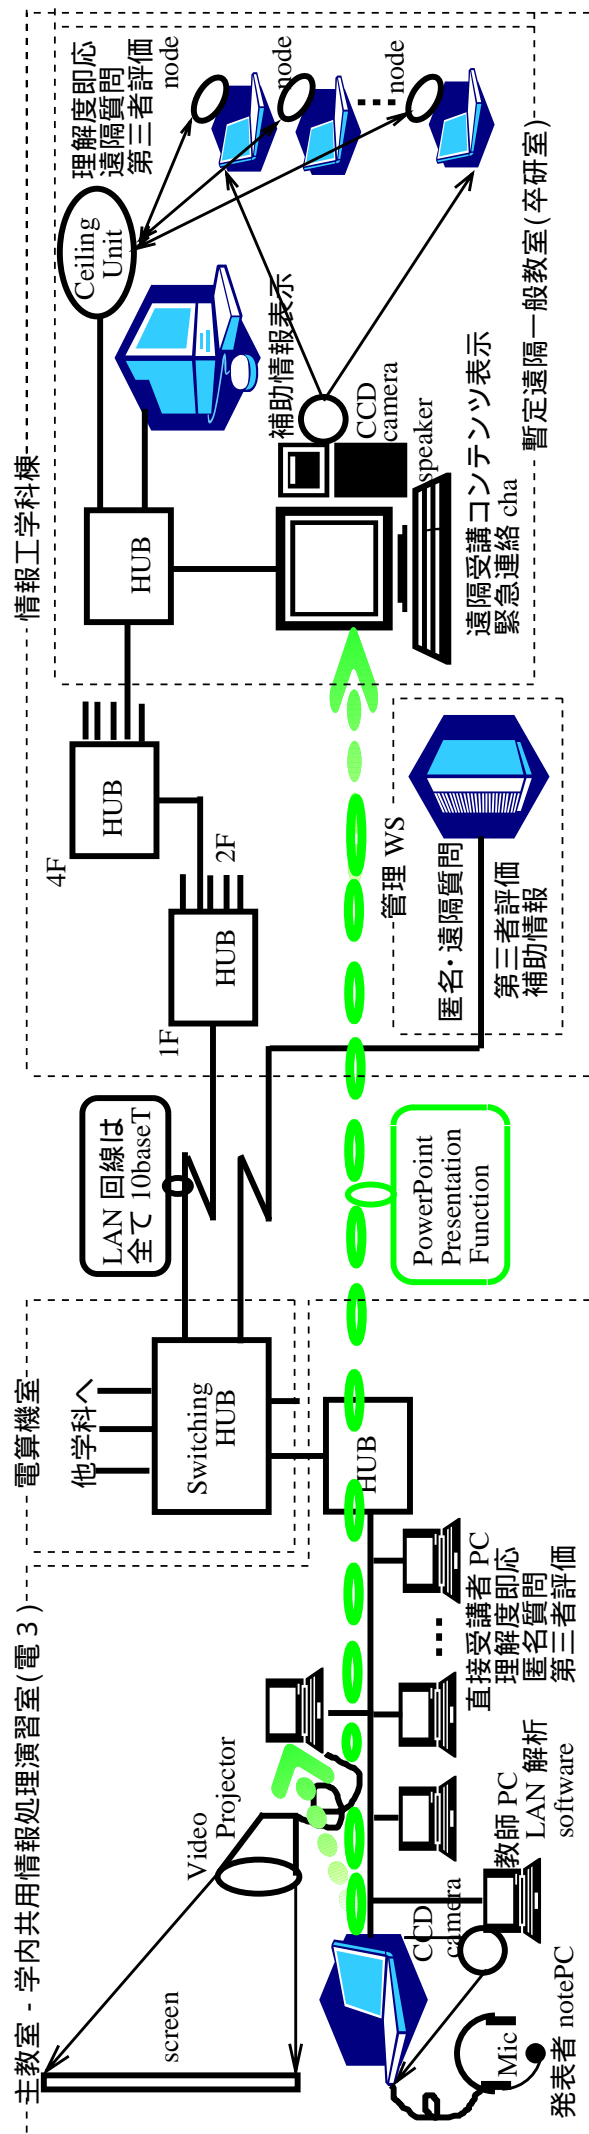 主教室 - 学内共用情報処理演習室(電３)
screen
Video
Projector
Mic
発表者 notePC
CCD
camera
教師 PC
LAN 解析
software
直接受講者 PC
理解度即応
匿名質問
第三者評価
HUB
電算機室
他学科へ
Switching
HUB
LAN 回線は
全て 10baseT
PowerPoint
Presentation
Function
情報工学科棟
1F
HUB
2F
4F
HUB
管理 WS
匿名・遠隔質問
第三者評価
補助情報
HUB
Ceiling
Unit
理解度即応
遠隔質問
第三者評価
node
node
node
補助情報表示
CCD
camera
speaker
遠隔受講コンテンツ表示
緊急連絡 cha
暫定遠隔一般教室(卒研室)